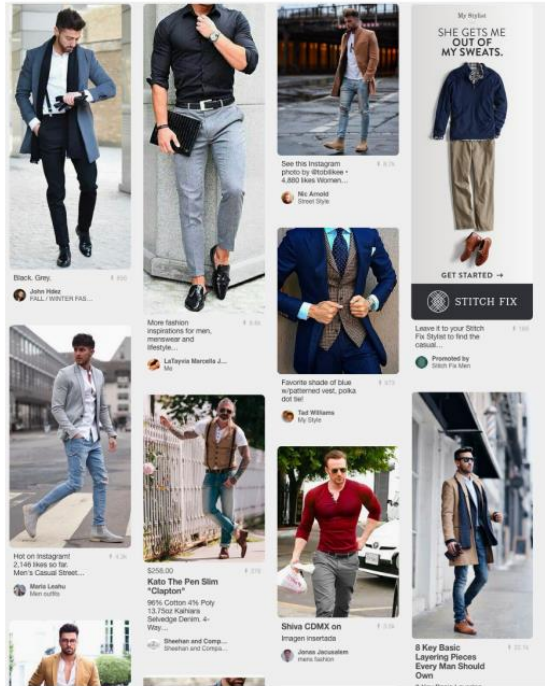 Black. Grey.
John Hdez
FALL / WINTER FAS...
Hot on Instagram!
2,146 likes so far.
Men's Casual Street...
4.3k
Maria Leahu
Men outfits
More fashion
inspirations for men,
menswear and
lifestyle...
LaTayvia Marcella J...
Me
$258.00
Kato The Pen Slim
"Clapton"
96% Cotton 4% Poly
13.75oz Kaihara
Selvedge Denim. 4-
Way...
Sheehan and Comp...
Sheehan and Compa...
See this Instagram
photo by @tobilikee •
4,880 likes Women...
Nic Arnold
Street Style
Favorite shade of blue
w/patterned vest, polka
dot tie!
Tad Williams
My Style
Shiva CDMX on
Imagen insertada
Jonas Jacusalem
mens fashion
My Stylist
SHE GETS ME
OUT OF
MY SWEATS.
GET STARTED →
STITCH FIX
Leave it to your Stitch
Fix Stylist to find the
casual...
Promoted by
Stitch Fix Men
8 Key Basic
Layering Pieces
Every Man Should
Own